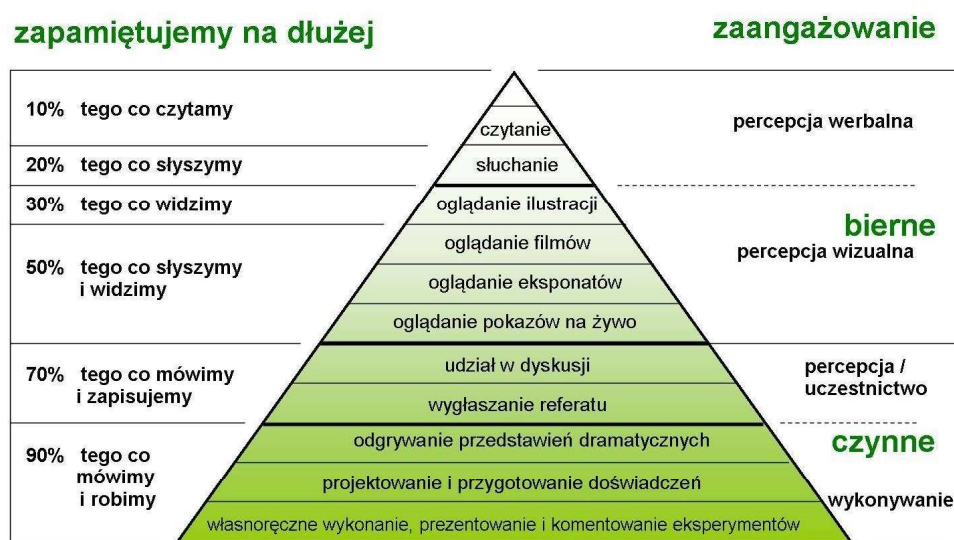 zapamiętujemy na dłużej
zaangażowanie
10% tego co czytamy
20% tego co słyszymy
30% tego co widzimy
50% tego co słyszymy
i widzimy
70% tego co mówimy
i zapisujemy
90% tego co
mówimy
i robimy
czytanie
słuchanie
oglądanie ilustracji
oglądanie filmów
oglądanie eksponatów
oglądanie pokazów na żywo
udział w dyskusji
wygłaszanie referatu
odgrywanie przedstawień dramatycznych
projektowanie i przygotowanie doświadczeń
własnoręczne wykonanie, prezentowanie i komentowanie eksperymentów
percepcja werbalna
bierne
percepcja wizualna
percepcja /
uczestnictwo
czynne
wykonywanie